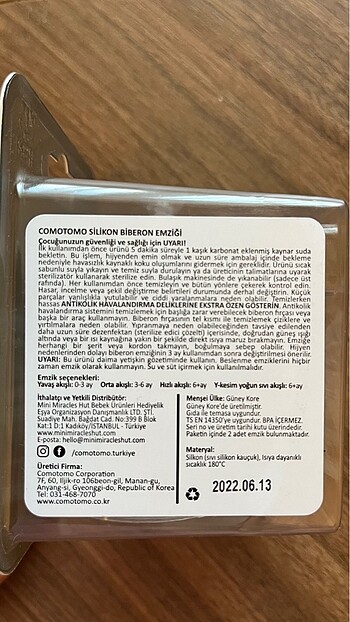 COMOTOMO SİLİKON BİBERON EMZİĞİ
Çocuğunuzun güvenliği ve sağlığı için UYARI!
İlk kullanımdan önce ürünü 5 dakika süreyle 1 kaşık karbonat eklenmiş kaynar suda
bekletin. Bu işlem, hijyenden emin olmak ve uzun süre ambalaj içinde bekleme
nedeniyle havasızlık kaynaklı koku oluşumlarını gidermek için gereklidir. Ürünü sıcak
sabunlu suyla yıkayın ve temiz suyla durulayın ya da üreticinin talimatlarına uyarak
sterilizatör kullanarak sterilize edin. Bulaşık makinesinde de yıkanabilir (sadece üst
rafında). Her kullanımdan önce temizleyin ve bütün yönlere çekerek kontrol edin.
Hasar, incelme veya şekil değiştirme belirtileri durumunda derhal değiştirin. Küçük
parçalar yanlışlıkla yutulabilir ve ciddi yaralanmalara neden olabilir. Temizlerken
hassas ANTİKOLİK HAVALANDIRMA DELİKLERİNE EKSTRA ÖZEN GÖSTERİN. Antikolik
havalandırma sistemini temizlemek için başlığa zarar verebilecek biberon fırçası veya
başka bir araç kullanmayın. Biberon fırçasının tel kısmı ile temizlemek çiziklere ve
yırtılmalara neden olabilir. Yıpranmaya neden olabileceğinden tavsiye edilenden
daha uzun süre dezenfektan (sterilize edici çözelti) içerisinde, doğrudan güneş ışığı
altında veya bir ısı kaynağına yakın bir şekilde direkt ısıya maruz bırakmayın. Emziğe
herhangi bir şerit veya kordon takmayın, boğulmaya sebep olabilir. Hijyen
nedenlerinden dolayı biberon emziğinin 3 ay kullanımdan sonra değiştirilmesi önerilir.
UYARI: Bu ürünü daima yetişkin gözetiminde kullanın. Beslenme emziklerini hiçbir
zaman emzik olarak kullanmayın. Su ve süt içirmek için kullanılmalıdır.
Emzik seçenekleri:
Yavaş akışlı: 0-3 ay Orta akışlı: 3-6 ay Hızlı akışlı: 6+ay Y-kesim yoğun sıvı akışlı: 6+ay
İthalatçı ve Yetkili Distribütor:
Mini Miracles Hut Bebek Ürünleri Hediyelik
Eşya Organizasyon Danışmanlık LTD. ŞTİ.
Suadiye Mah. Bağdat Cad. No:399 B Blok
Kat:1 D:1 Kadıköy/İSTANBUL - Türkiye
www.minimiracleshut.com
E-posta: hello@minimiracleshut.com
/comotomo.turkiye
Üretici Firma:
Comotomo Corporation
7F, 60, Iljik-ro 106beon-gil, Manan-gu,
Anyang-si, Gyeonggi-do, Republic of Korea
Tel: 031-468-7070
www.comotomo.co.kr
Menşei Ülke: Güney Kore
Güney Kore'de üretilmiştir.
Gıda ile temasa uygundur.
TS EN 14350'ye uygundur. BPA İÇERMEZ.
Seri no ve üretim tarihi kutu üzerindedir.
Paketin içinde 2 adet emzik bulunmaktadır.
Materyal:
Silikon (sıvı silikon kauçuk), Isıya dayanıklı
sıcaklık 180°C
2022.06.13